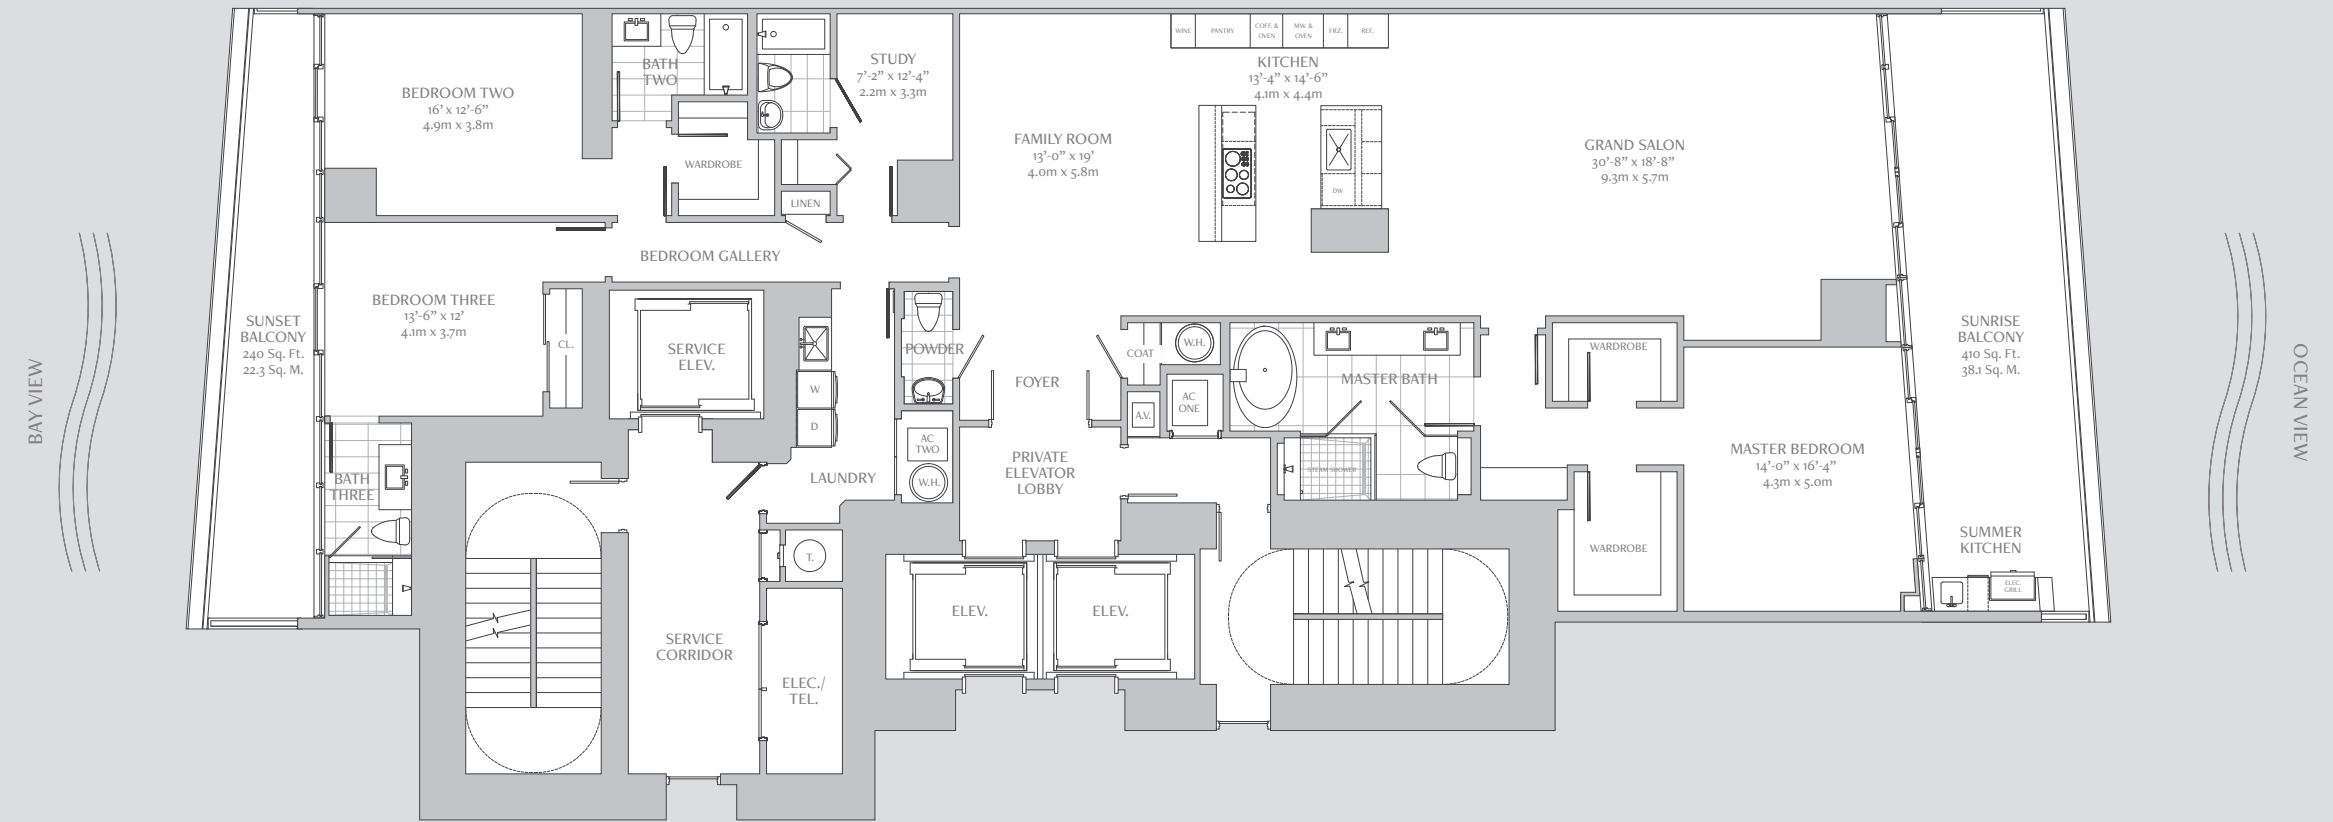 BAY VIEW
SUNSET
BALCONY
240 Sq. Ft.
22.3 Sq. M.
BEDROOM TWO
16' x 12'-6"
4.9m x 3.8m
BATH
TWO
WARDROBE
LINEN
STUDY
7'-2" x 12'-4"
2.2m x 3.3m
BEDROOM GALLERY
BEDROOM THREE
13'-6" x 12'
4.1m x 3.7m
CL.
BATH
THREE
SERVICE
ELEV.
W
D
LAUNDRY
POWDER
AC
TWO
W.H.
SERVICE
CORRIDOR
T.
ELEC./
TEL.
FAMILY ROOM
13'-0" x 19'
4.0m x 5.8m
WINE
PANTRY
COFF. &
OVEN
MW. &
OVEN
FRZ.
REF.
KITCHEN
13'-4" x 14'-6"
4.1m x 4.4m
DW
GRAND SALON
30'-8" x 18'-8"
9.3m x 5.7m
FOYER
COAT
W.H.
A.V.
AC
ONE
PRIVATE
ELEVATOR
LOBBY
ELEV.
ELEV.
MASTER BATH
STEAM SHOWER
WARDROBE
MASTER BEDROOM
14'-0" x 16'-4"
4.3m x 5.0m
WARDROBE
SUNRISE
BALCONY
410 Sq. Ft.
38.1 Sq. M.
SUMMER
KITCHEN
ELEC.
GRILL
OCEAN VIEW